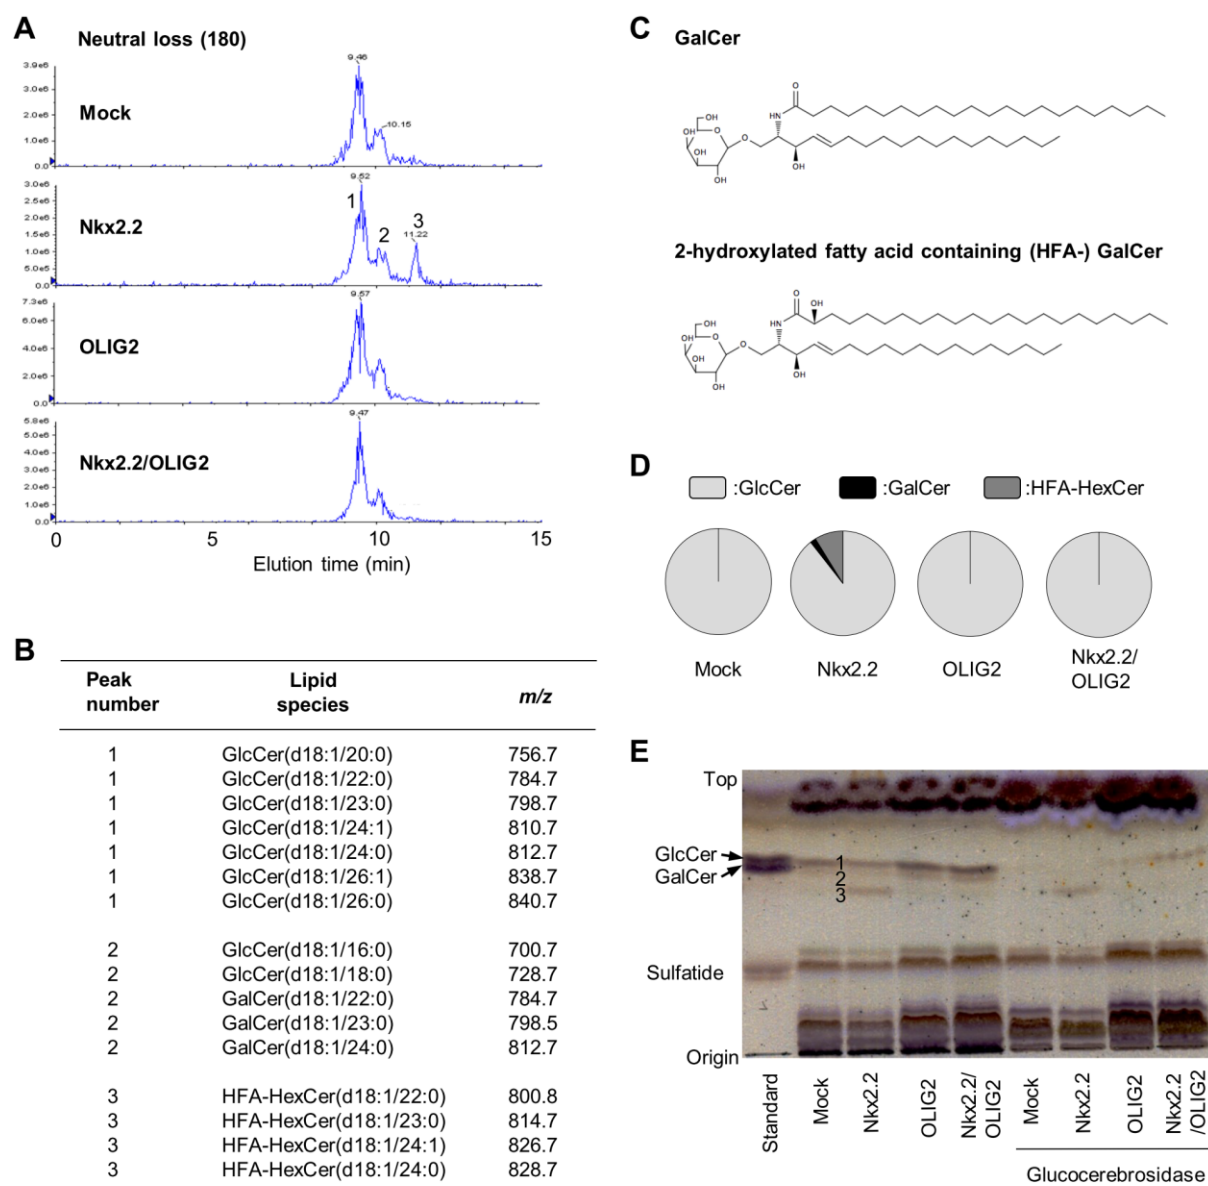 A
Neutral loss (180)
3.9e6
3.0e6
2.0e6
1.0e6
0.0
9.46
10.15
Mock
3.0e6
2.5e6
2.0e6
1.5e6
1.0e6
5.0e5
0.0
9.52
11.22
1
2
3
Nkx2.2
7.3e6
6.0e6
4.0e6
2.0e6
0.0
9.57
OLIG2
5.8e6
5.0e6
4.0e6
3.0e6
2.0e6
1.0e6
0.0
9.47
Nkx2.2/OLIG2
0 5 10 15
Elution time (min)
B
Peak number Lipid species m/z
1 GlcCer(d18:1/20:0) 756.7
1 GlcCer(d18:1/22:0) 784.7
1 GlcCer(d18:1/23:0) 798.7
1 GlcCer(d18:1/24:1) 810.7
1 GlcCer(d18:1/24:0) 812.7
1 GlcCer(d18:1/26:1) 838.7
1 GlcCer(d18:1/26:0) 840.7
2 GlcCer(d18:1/16:0) 700.7
2 GlcCer(d18:1/18:0) 728.7
2 GalCer(d18:1/22:0) 784.7
2 GalCer(d18:1/23:0) 798.5
2 GalCer(d18:1/24:0) 812.7
3 HFA-HexCer(d18:1/22:0) 800.8
3 HFA-HexCer(d18:1/23:0) 814.7
3 HFA-HexCer(d18:1/24:1) 826.7
3 HFA-HexCer(d18:1/24:0) 828.7
C
GalCer
O
HN
OH
OH
O
O
OH
OH
OH
2-hydroxylated fatty acid containing (HFA-) GalCer
O
OH
HN
OH
OH
O
O
OH
OH
OH
D
:GlcCer :GalCer :HFA-HexCer
Mock
Nkx2.2
OLIG2
Nkx2.2/
OLIG2
E
Top
GlcCer
GalCer
Sulfatide
Origin
1
2
3
Standard
Mock
Nkx2.2
OLIG2
Nkx2.2/
OLIG2
Mock
Nkx2.2
OLIG2
Nkx2.2
/OLIG2
Glucocerebrosidase